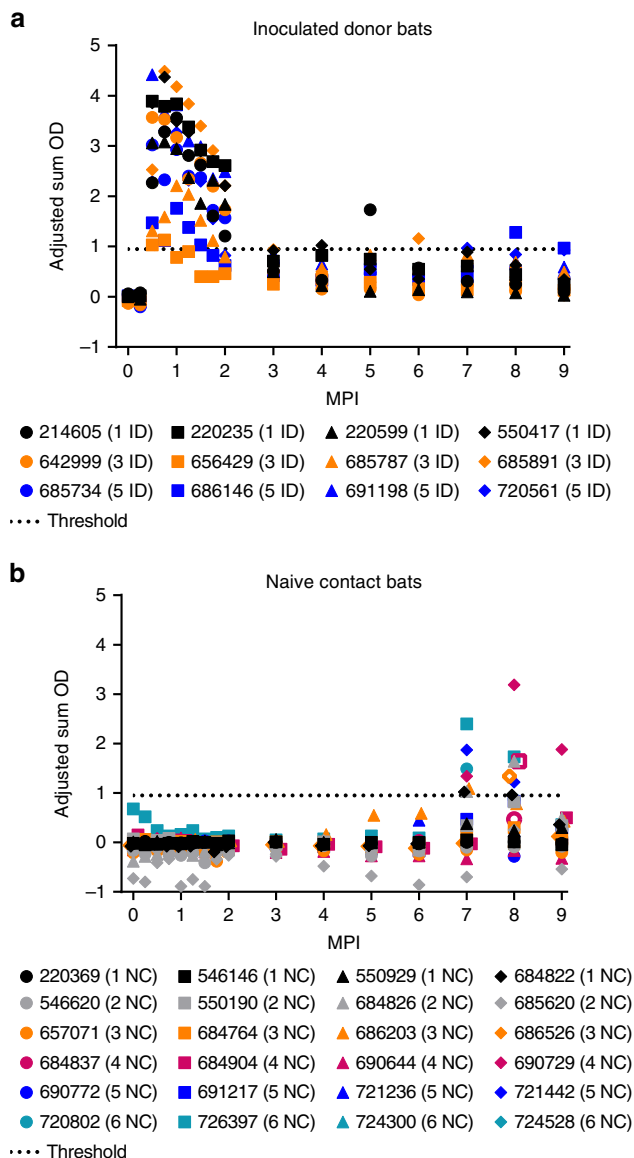 a
Inoculated donor bats
5
4
3
2
1
0
–1
Adjusted sum OD
0 1 2 3 4 5 6 7 8 9
MPI
214605 (1 ID) 220235 (1 ID) 220599 (1 ID) 550417 (1 ID)
642999 (3 ID) 656429 (3 ID) 685787 (3 ID) 685891 (3 ID)
685734 (5 ID) 686146 (5 ID) 691198 (5 ID) 720561 (5 ID)
Threshold
b
Naive contact bats
5
4
3
2
1
0
–1
Adjusted sum OD
0 1 2 3 4 5 6 7 8 9
MPI
220369 (1 NC) 546146 (1 NC) 550929 (1 NC) 684822 (1 NC)
546620 (2 NC) 550190 (2 NC) 684826 (2 NC) 685620 (2 NC)
657071 (3 NC) 684764 (3 NC) 686203 (3 NC) 686526 (3 NC)
684837 (4 NC) 684904 (4 NC) 690644 (4 NC) 690729 (4 NC)
690772 (5 NC) 691217 (5 NC) 721236 (5 NC) 721442 (5 NC)
720802 (6 NC) 726397 (6 NC) 724300 (6 NC) 724528 (6 NC)
Threshold